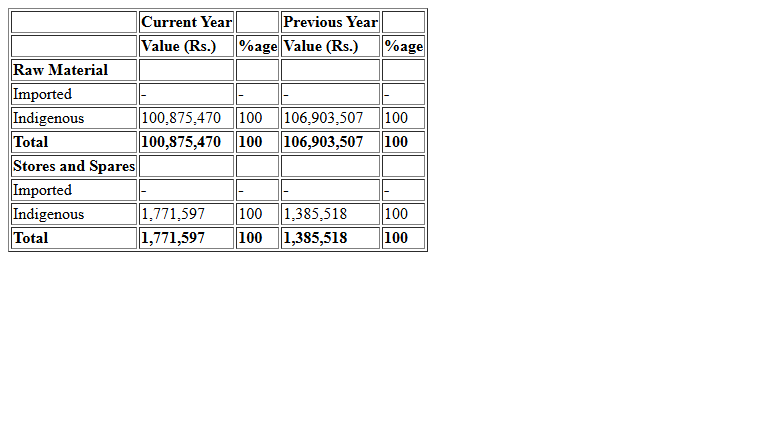 Current Year Previous Year
Value (Rs.) %age Value (Rs.) %age
Raw Material
Imported - - - -
Indigenous 100,875,470 100 106,903,507 100
Total 100,875,470 100 106,903,507 100
Stores and Spares
Imported - - - -
Indigenous 1,771,597 100 1,385,518 100
Total 1,771,597 100 1,385,518 100